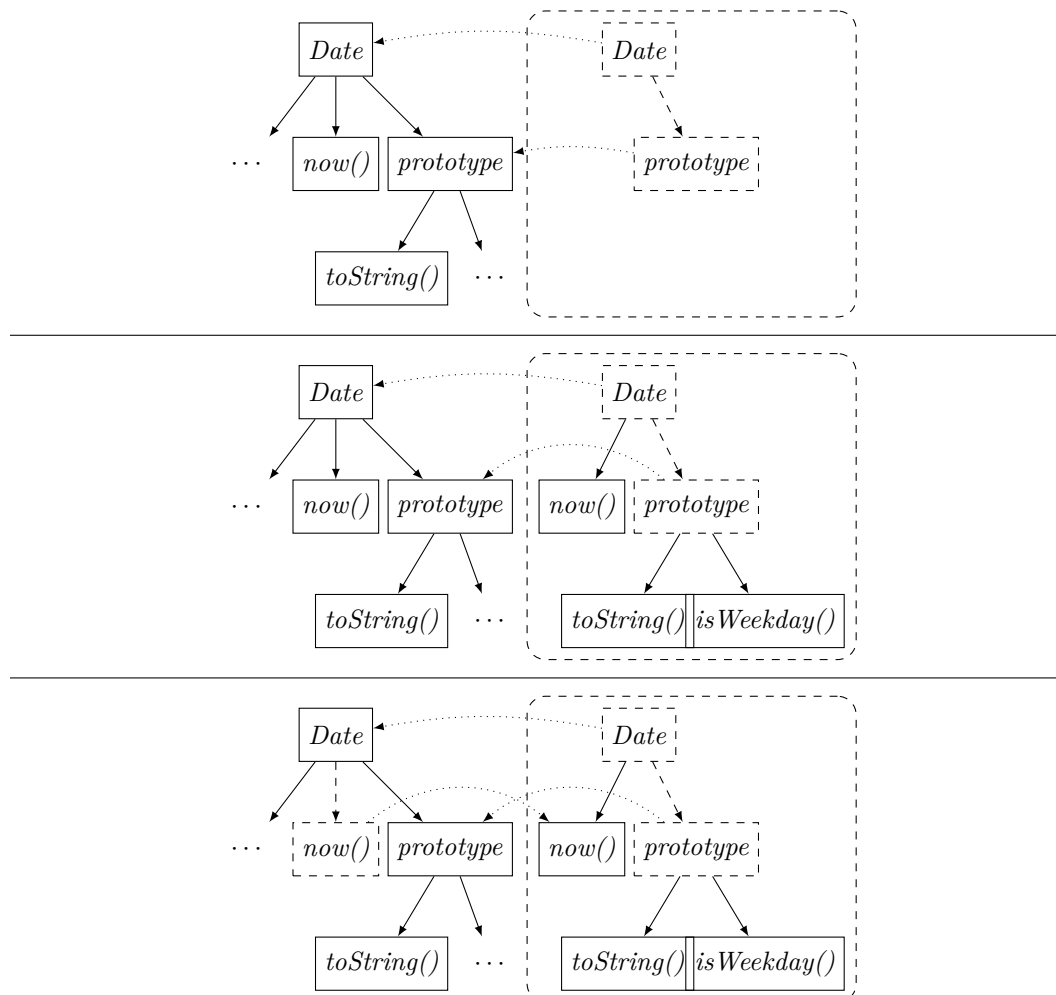 Date Date
⋯ now() prototype prototype
toString() ⋯
Date Date
⋯ now() prototype now() prototype
toString() ⋯ toString() isWeekday()
Date Date
⋯ now() prototype now() prototype
toString() ⋯ toString() isWeekday()